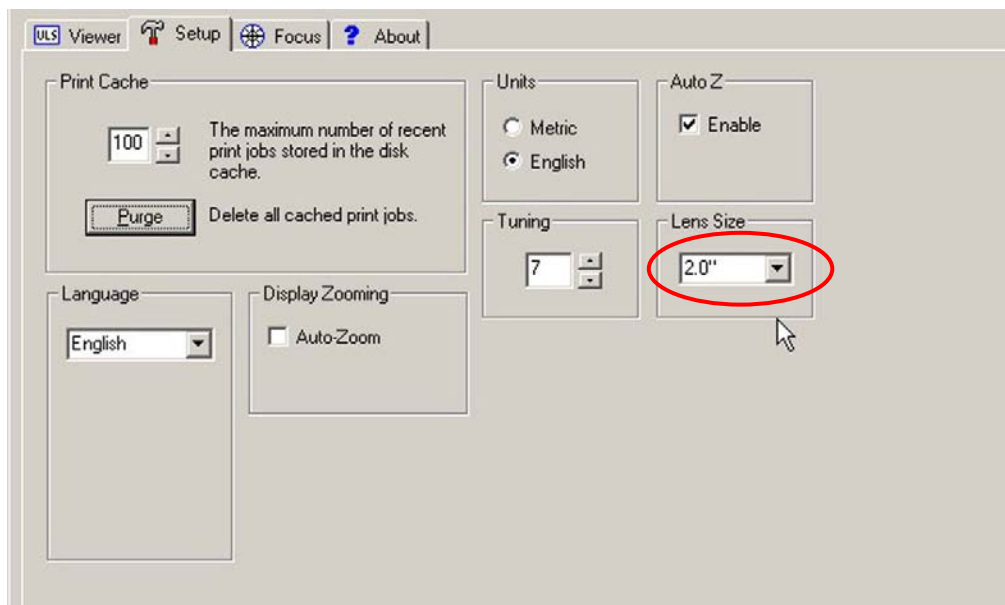 ULS Viewer Setup Focus ? About
Print Cache
100
The maximum number of recent
print jobs stored in the disk
cache.
Purge
Delete all cached print jobs.
Units
Metric
English
Auto Z
Enable
Tuning
7
Lens Size
2.0"
Language
English
Display Zooming
Auto-Zoom